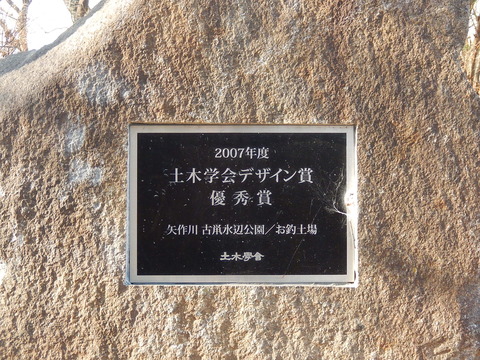 2007年度
土木学会デザイン賞
優秀賞
矢作川 古鼡水辺公園／お釣土場
土木學會